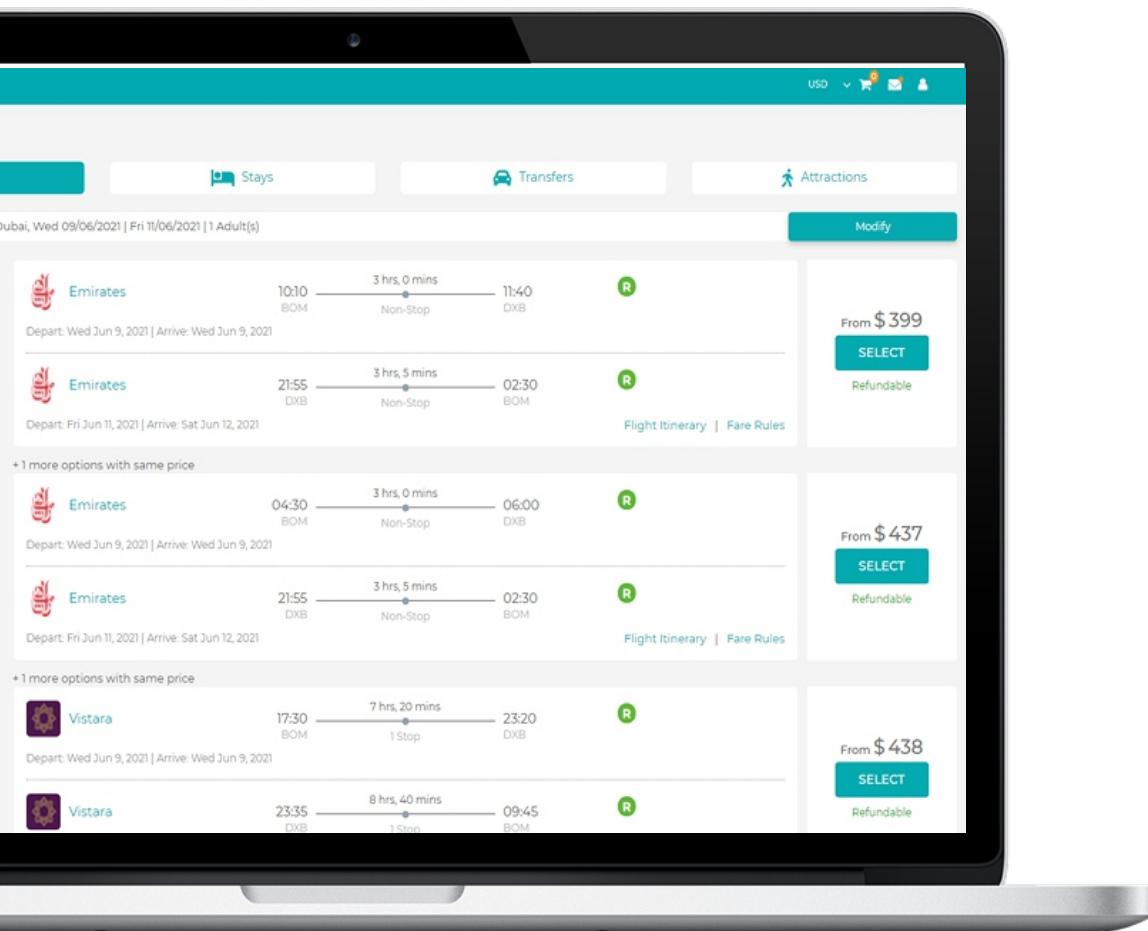 USD 0
Stays Transfers Attractions
Dubai, Wed 09/06/2021 | Fri 11/06/2021 | 1 Adult(s) Modify
Emirates 10:10 3 hrs, 0 mins 11:40 R
BOM Non-Stop DXB
Depart: Wed Jun 9, 2021 | Arrive: Wed Jun 9, 2021
From $ 399
SELECT
Refundable
Emirates 21:55 3 hrs, 5 mins 02:30 R
DXB Non-Stop BOM
Depart: Fri Jun 11, 2021 | Arrive: Sat Jun 12, 2021 Flight Itinerary | Fare Rules
+ 1 more options with same price
Emirates 04:30 3 hrs, 0 mins 06:00 R
BOM Non-Stop DXB
Depart: Wed Jun 9, 2021 | Arrive: Wed Jun 9, 2021
From $ 437
SELECT
Refundable
Emirates 21:55 3 hrs, 5 mins 02:30 R
DXB Non-Stop BOM
Depart: Fri Jun 11, 2021 | Arrive: Sat Jun 12, 2021 Flight Itinerary | Fare Rules
+ 1 more options with same price
Vistara 17:30 7 hrs, 20 mins 23:20 R
BOM 1 Stop DXB
Depart: Wed Jun 9, 2021 | Arrive: Wed Jun 9, 2021
From $ 438
SELECT
Refundable
Vistara 23:35 8 hrs, 40 mins 09:45 R
DXB 1 Stop BOM